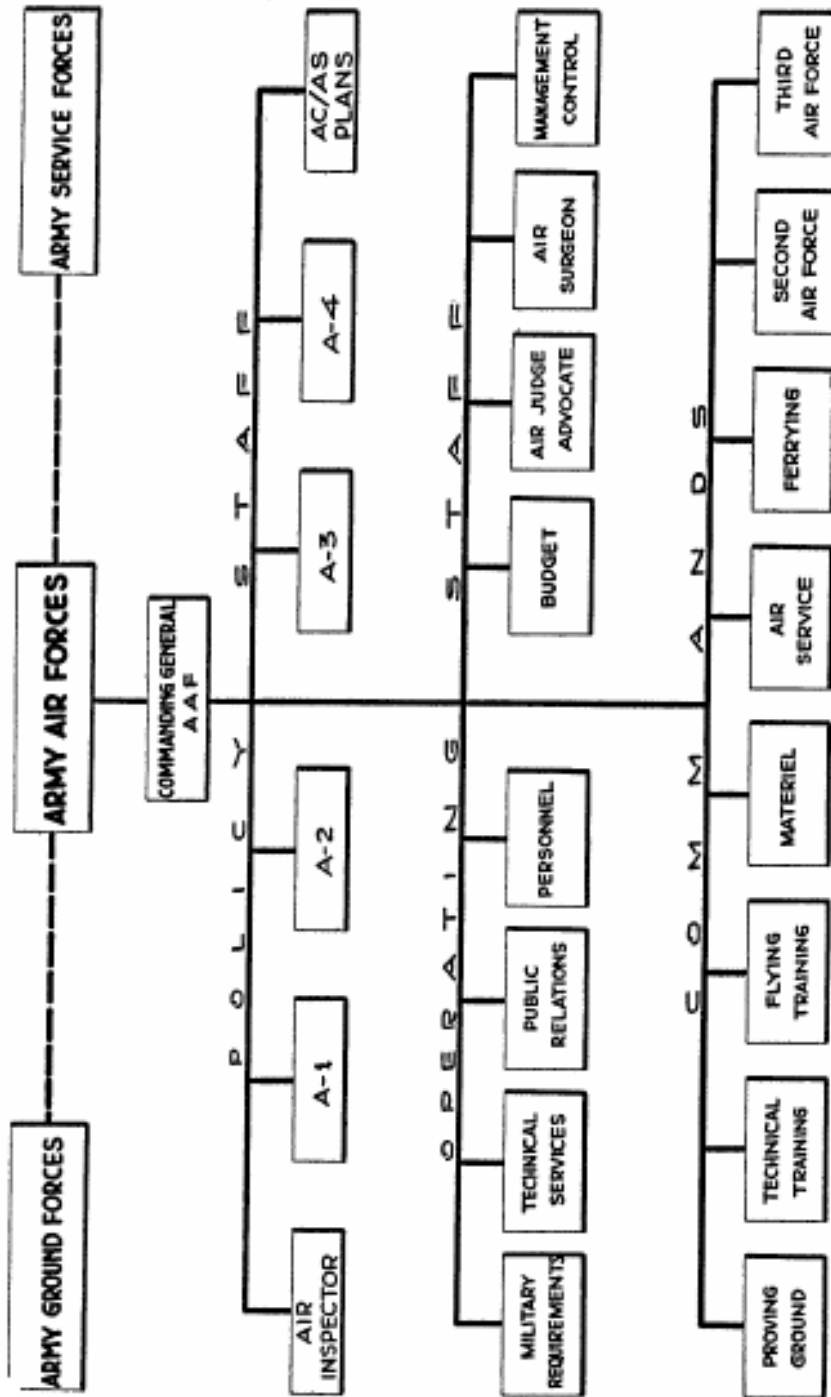 ARMY GROUND FORCES
ARMY AIR FORCES
ARMY SERVICE FORCES
COMMANDING GENERAL
AAF
POLICY STAFF
AIR
INSPECTOR
A-1
A-2
A-3
A-4
AC/AS
PLANS
OPERATING STAFF
MILITARY
REQUIREMENTS
TECHNICAL
SERVICES
PUBLIC
RELATIONS
PERSONNEL
BUDGET
AIR JUDGE
ADVOCATE
AIR
SURGEON
MANAGEMENT
CONTROL
COMMANDS
PROVING
GROUND
TECHNICAL
TRAINING
FLYING
TRAINING
MATERIEL
AIR
SERVICE
FERRYING
SECOND
AIR FORCE
THIRD
AIR FORCE